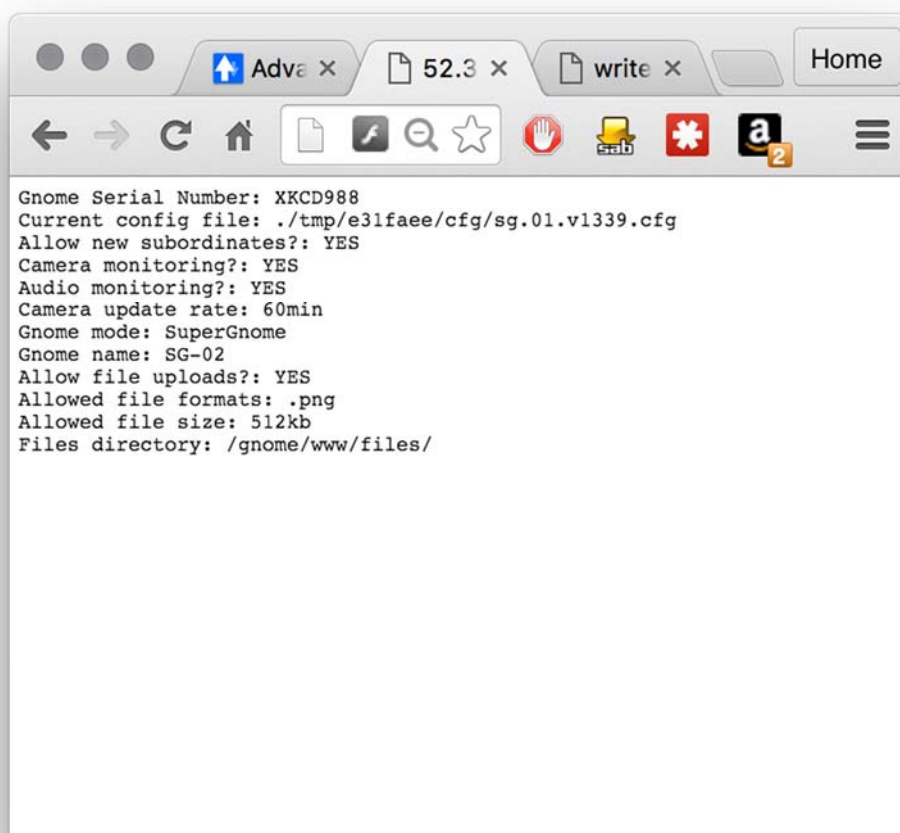 Adva
52.3
write
Home
sab
a
2
Gnome Serial Number: XKCD988
Current config file: ./tmp/e31faee/cfg/sg.01.v1339.cfg
Allow new subordinates?: YES
Camera monitoring?: YES
Audio monitoring?: YES
Camera update rate: 60min
Gnome mode: SuperGnome
Gnome name: SG-02
Allow file uploads?: YES
Allowed file formats: .png
Allowed file size: 512kb
Files directory: /gnome/www/files/